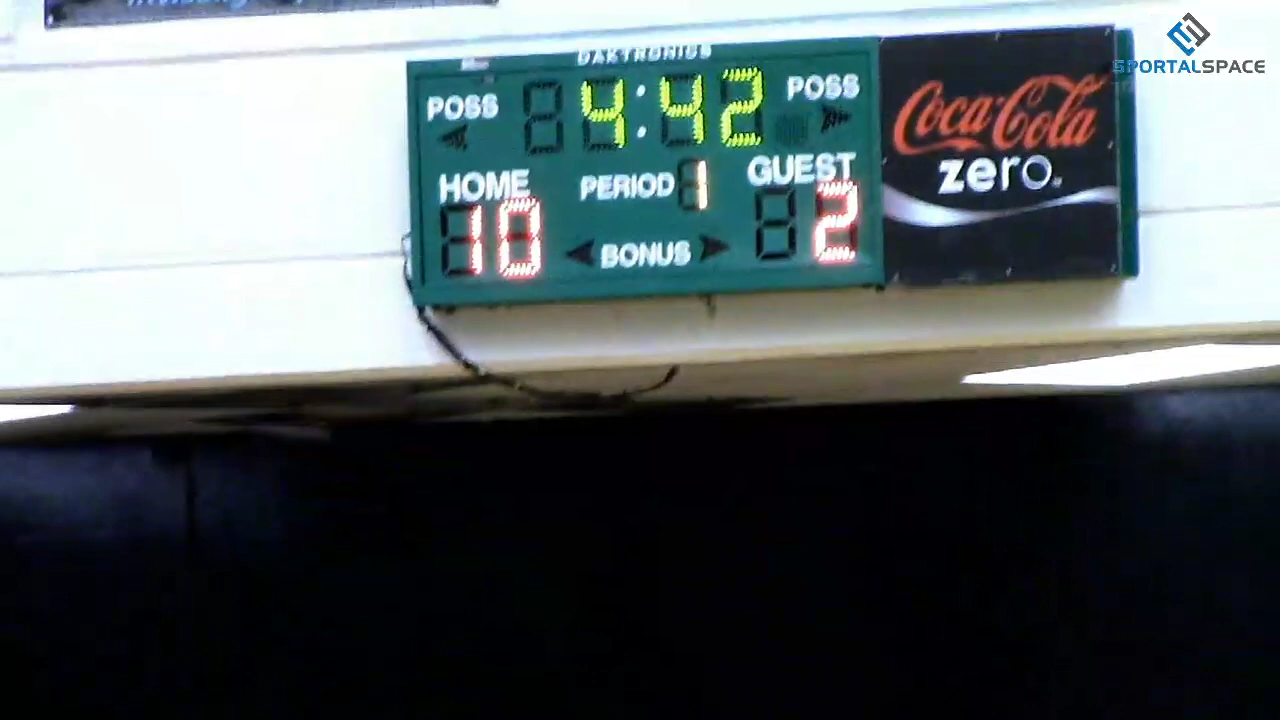 DAKTRONICS
POSS 4:42 POSS
HOME PERIOD 1 GUEST
10 BONUS 2
Coca-Cola
zero.
SPORTALSPACE